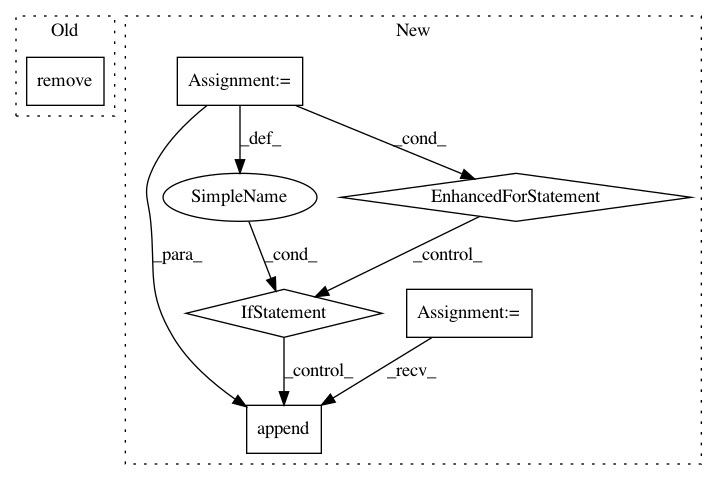 Old
New
remove
Assignment:=
_def_
_cond_
SimpleName
EnhancedForStatement
_para_
_cond_
_control_
IfStatement
Assignment:=
_control_
_recv_
append